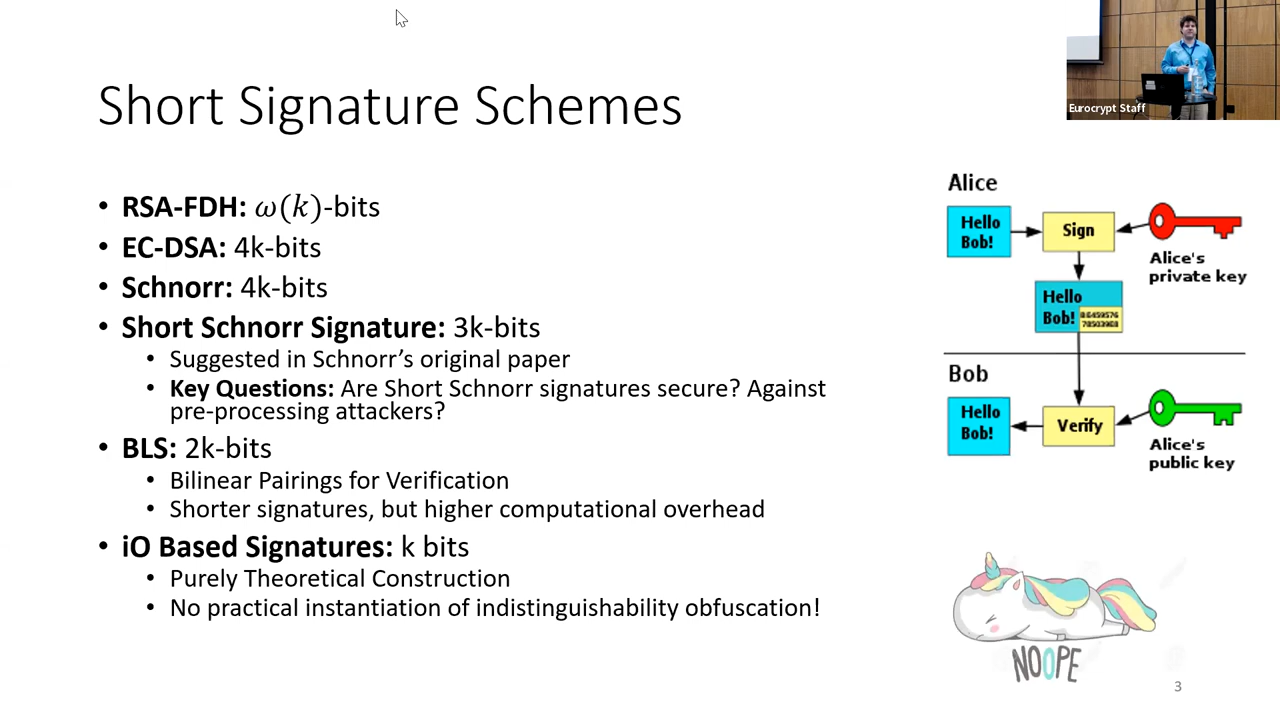 Short Signature Schemes
Eurocrypt Staff
• RSA-FDH: ω(k)-bits
• EC-DSA: 4k-bits
• Schnorr: 4k-bits
• Short Schnorr Signature: 3k-bits
• Suggested in Schnorr's original paper
• Key Questions: Are Short Schnorr signatures secure? Against
pre-processing attackers?
• BLS: 2k-bits
• Bilinear Pairings for Verification
• Shorter signatures, but higher computational overhead
• iO Based Signatures: k bits
• Purely Theoretical Construction
• No practical instantiation of indistinguishability obfuscation!
Alice
Hello
Bob!
Sign
Alice's
private key
Hello
Bob!
Bob
Hello
Bob!
Verify
Alice's
public key
NOOPE
3